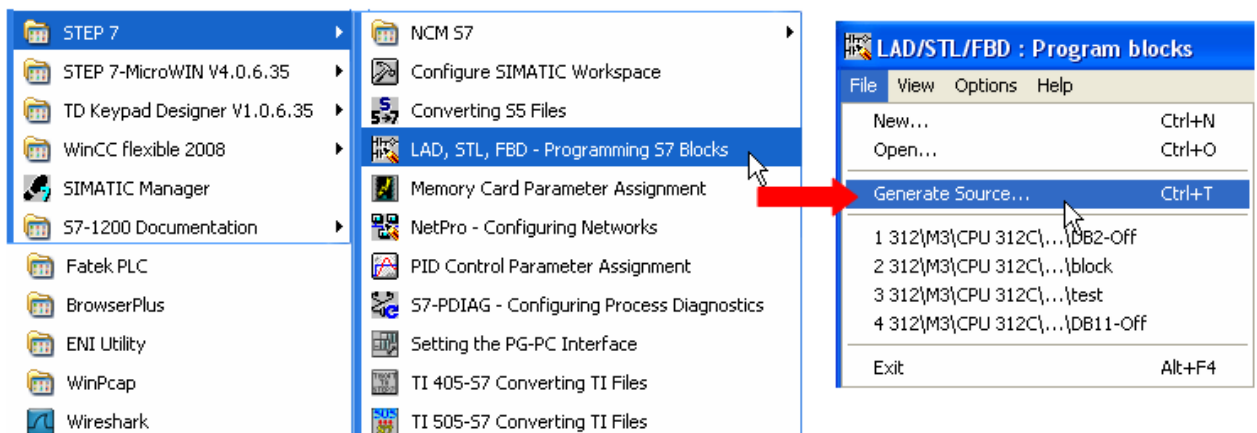 STEP 7
STEP 7-MicroWIN V4.0.6.35
TD Keypad Designer V1.0.6.35
WinCC flexible 2008
SIMATIC Manager
S7-1200 Documentation
Fatek PLC
BrowserPlus
ENI Utility
WinPcap
Wireshark
NCM S7
Configure SIMATIC Workspace
Converting S5 Files
LAD, STL, FBD - Programming S7 Blocks
Memory Card Parameter Assignment
NetPro - Configuring Networks
PID Control Parameter Assignment
S7-PDIAG - Configuring Process Diagnostics
Setting the PG-PC Interface
TI 405-S7 Converting TI Files
TI 505-S7 Converting TI Files
LAD/STL/FBD : Program blocks
File View Options Help
New... Ctrl+N
Open... Ctrl+O
Generate Source... Ctrl+T
1 312\M3\CPU 312C\...\DB2-Off
2 312\M3\CPU 312C\...\block
3 312\M3\CPU 312C\...\test
4 312\M3\CPU 312C\...\DB11-Off
Exit Alt+F4